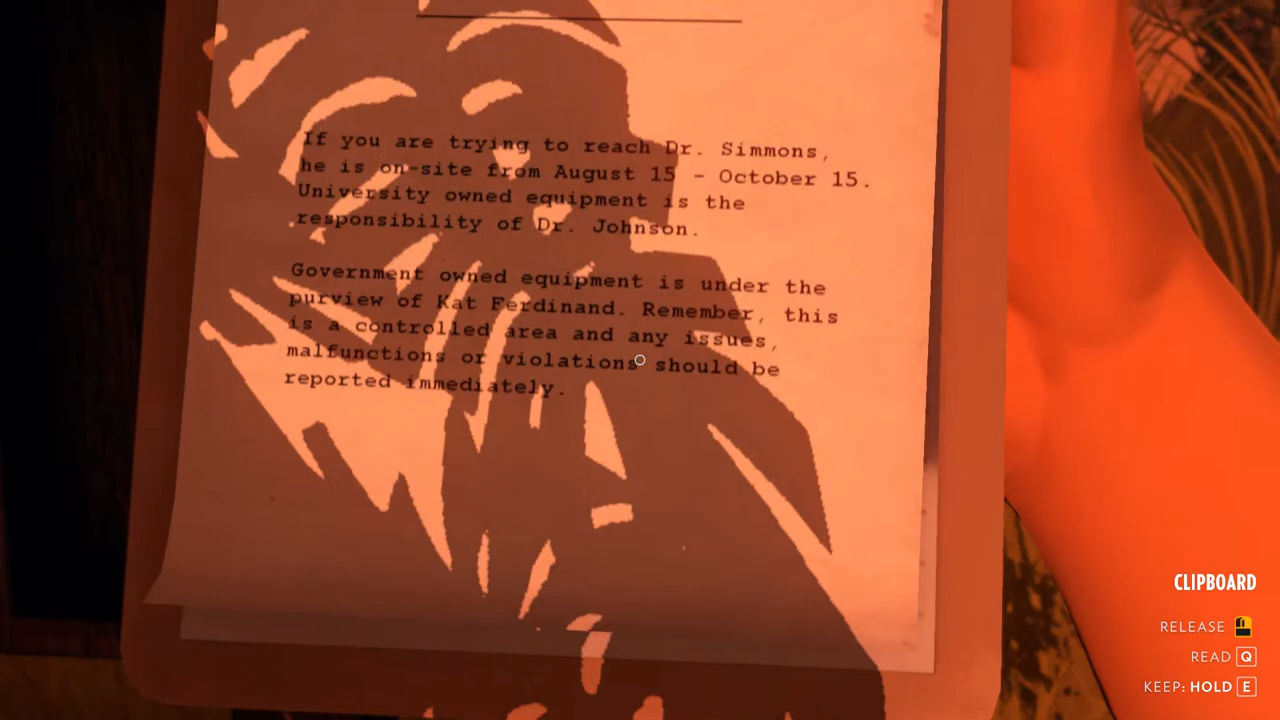 If you are trying to reach Dr. Simmons,
he is on-site from August 15 - October 15.
University owned equipment is the
responsibility of Dr. Johnson.
Government owned equipment is under the
purview of Kat Ferdinand. Remember, this
is a controlled area and any issues,
malfunctions or violations should be
reported immediately.
CLIPBOARD
RELEASE
READ Q
KEEP: HOLD E